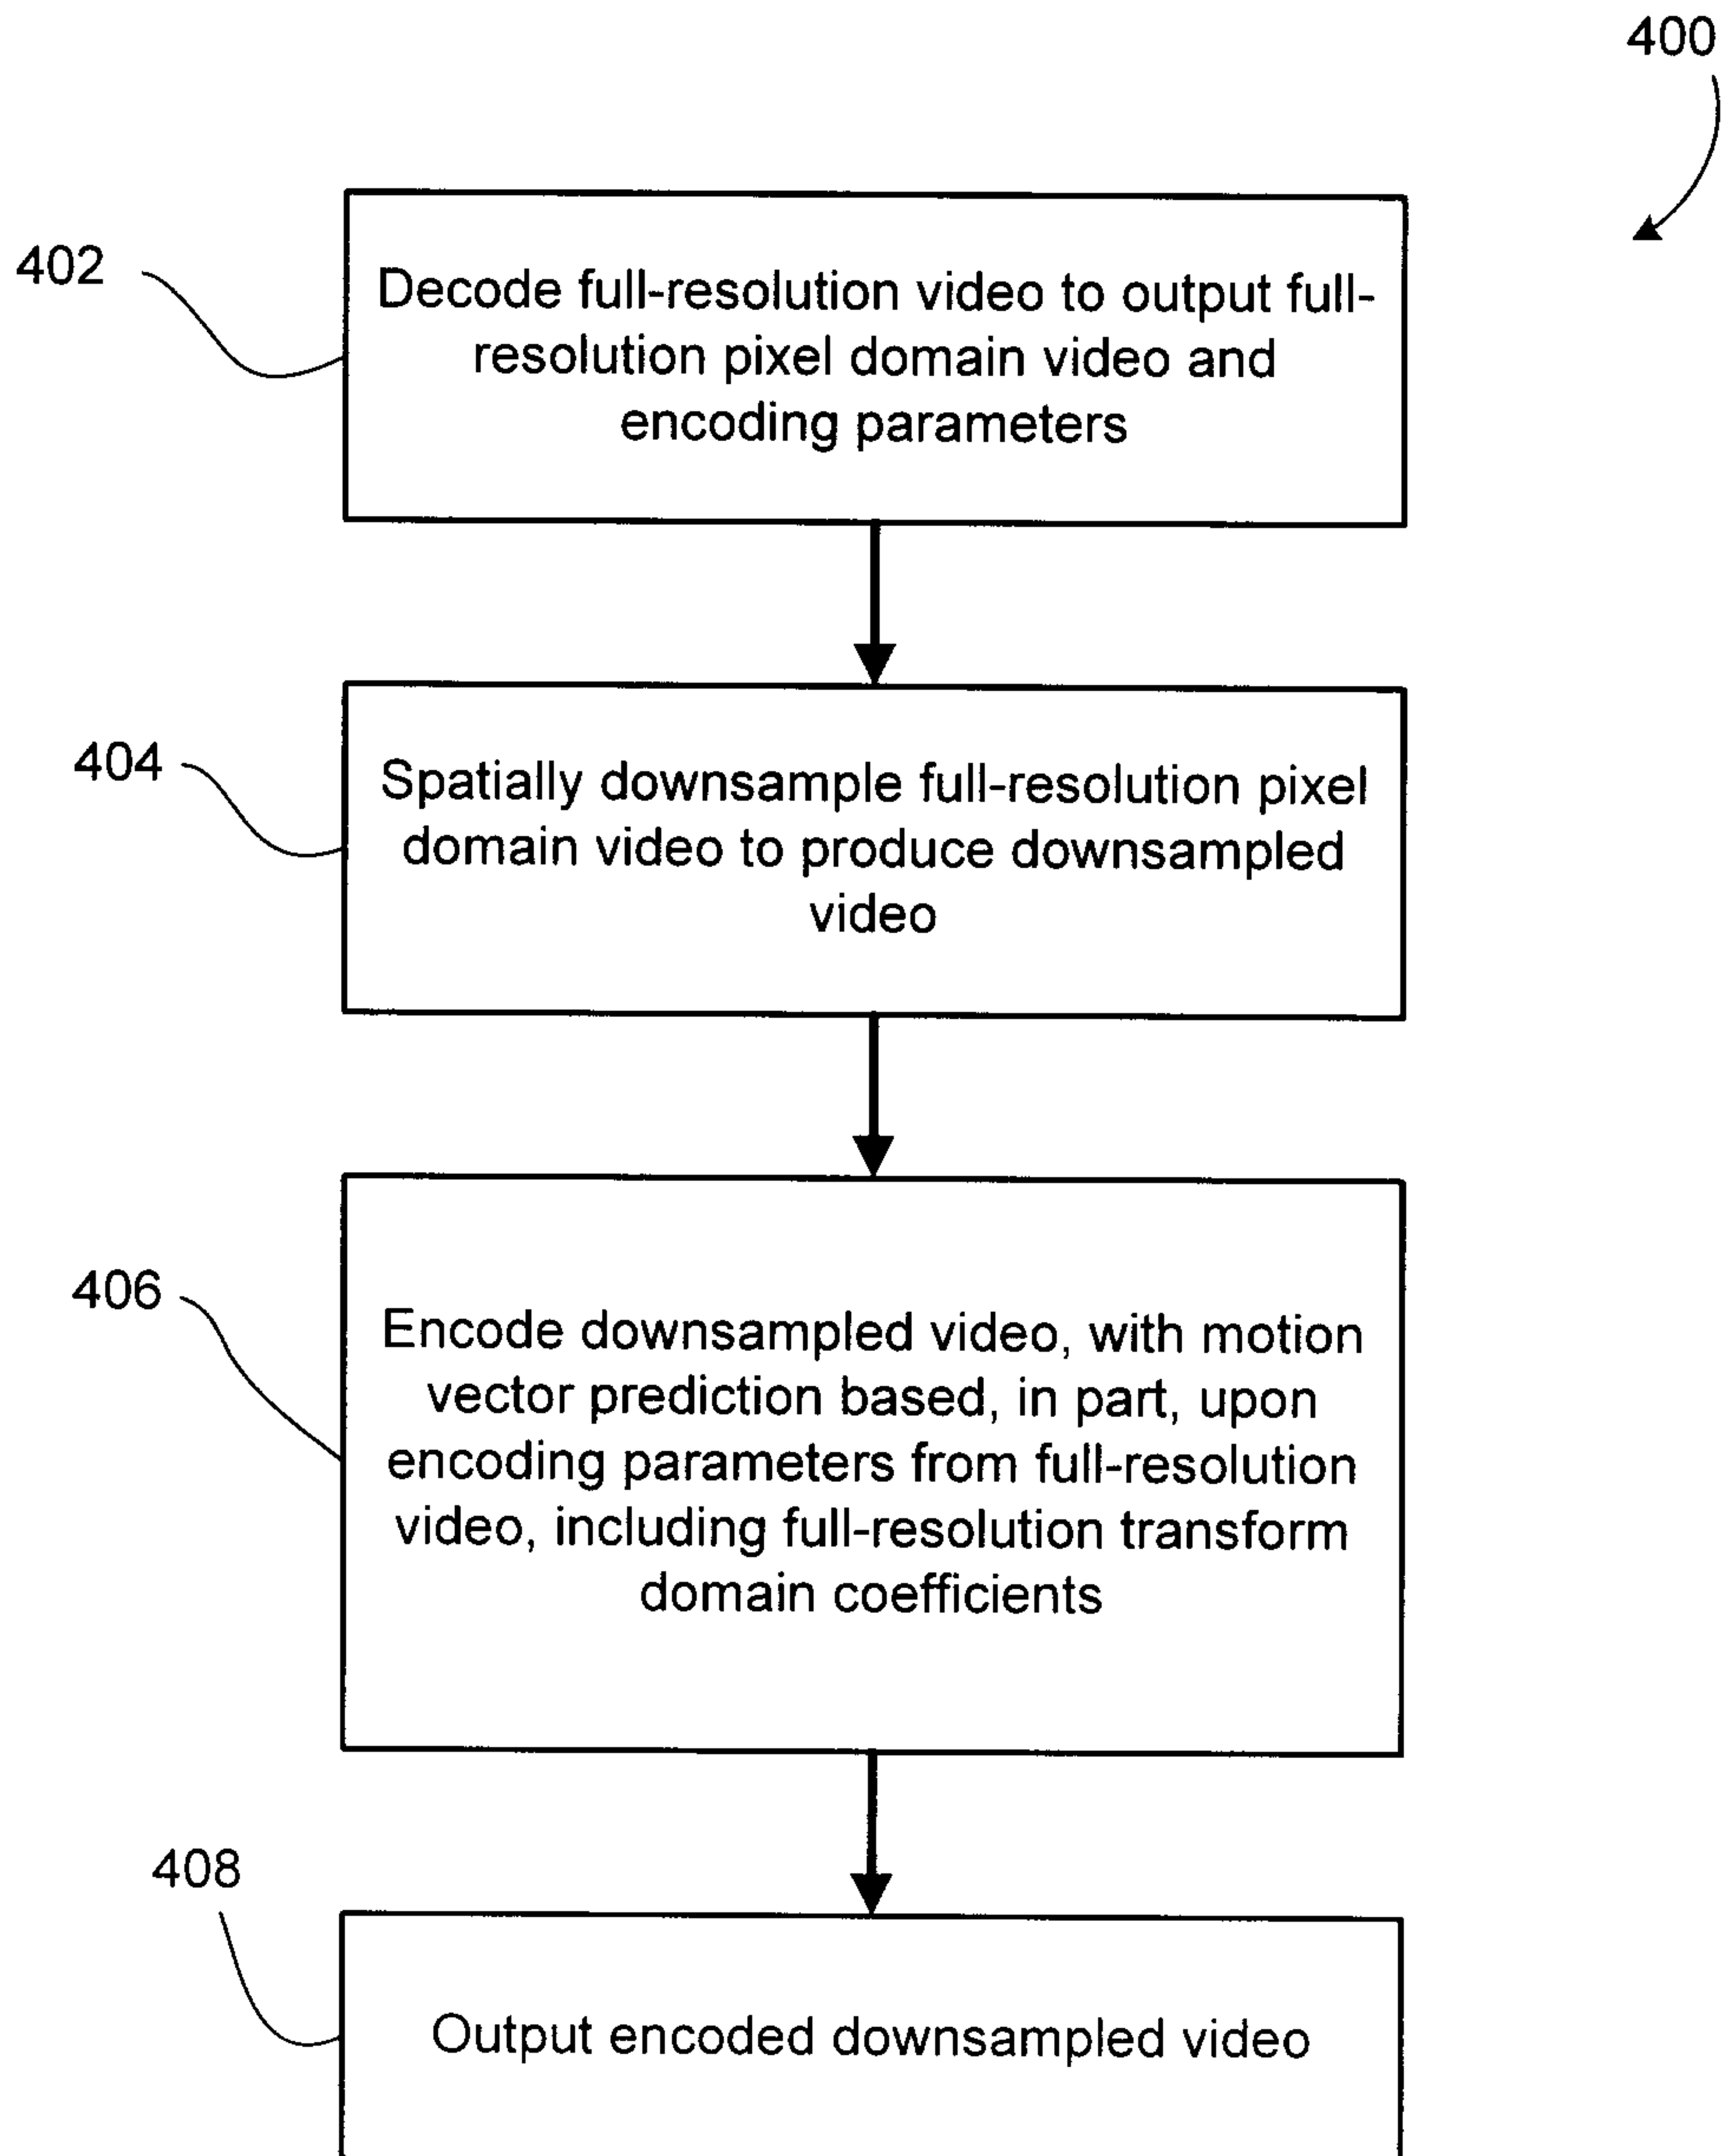 400
402
Decode full-resolution video to output full-
resolution pixel domain video and
encoding parameters
404
Spatially downsample full-resolution pixel
domain video to produce downsampled
video
406
Encode downsampled video, with motion
vector prediction based, in part, upon
encoding parameters from full-resolution
video, including full-resolution transform
domain coefficients
408
Output encoded downsampled video